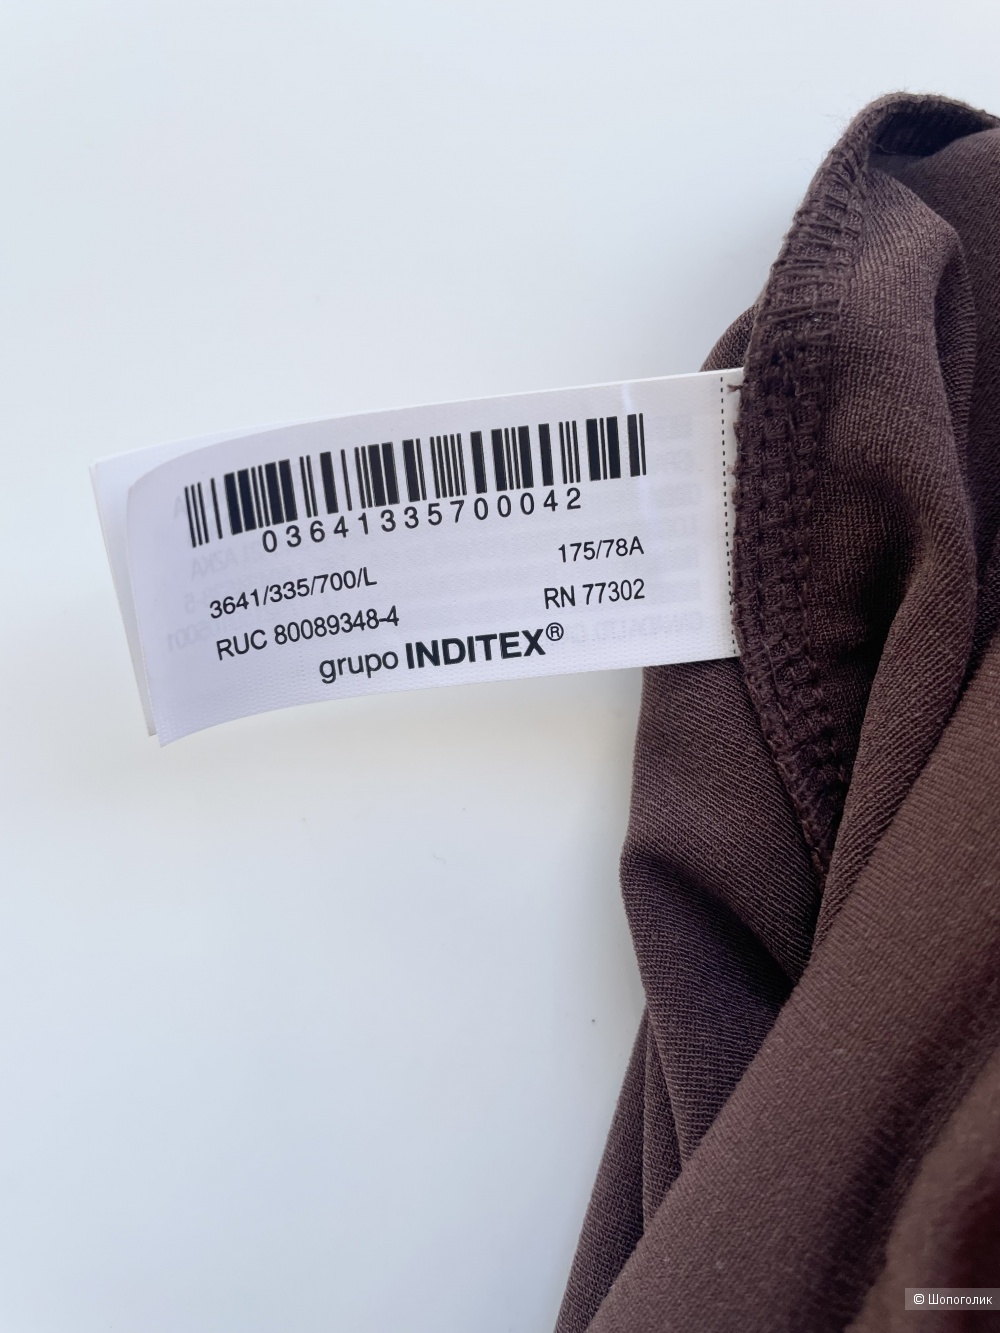 03641335700042
3641/335/700/L 175/78A
RUC 80089348-4 RN 77302
grupo INDITEX®
© Шопоголик